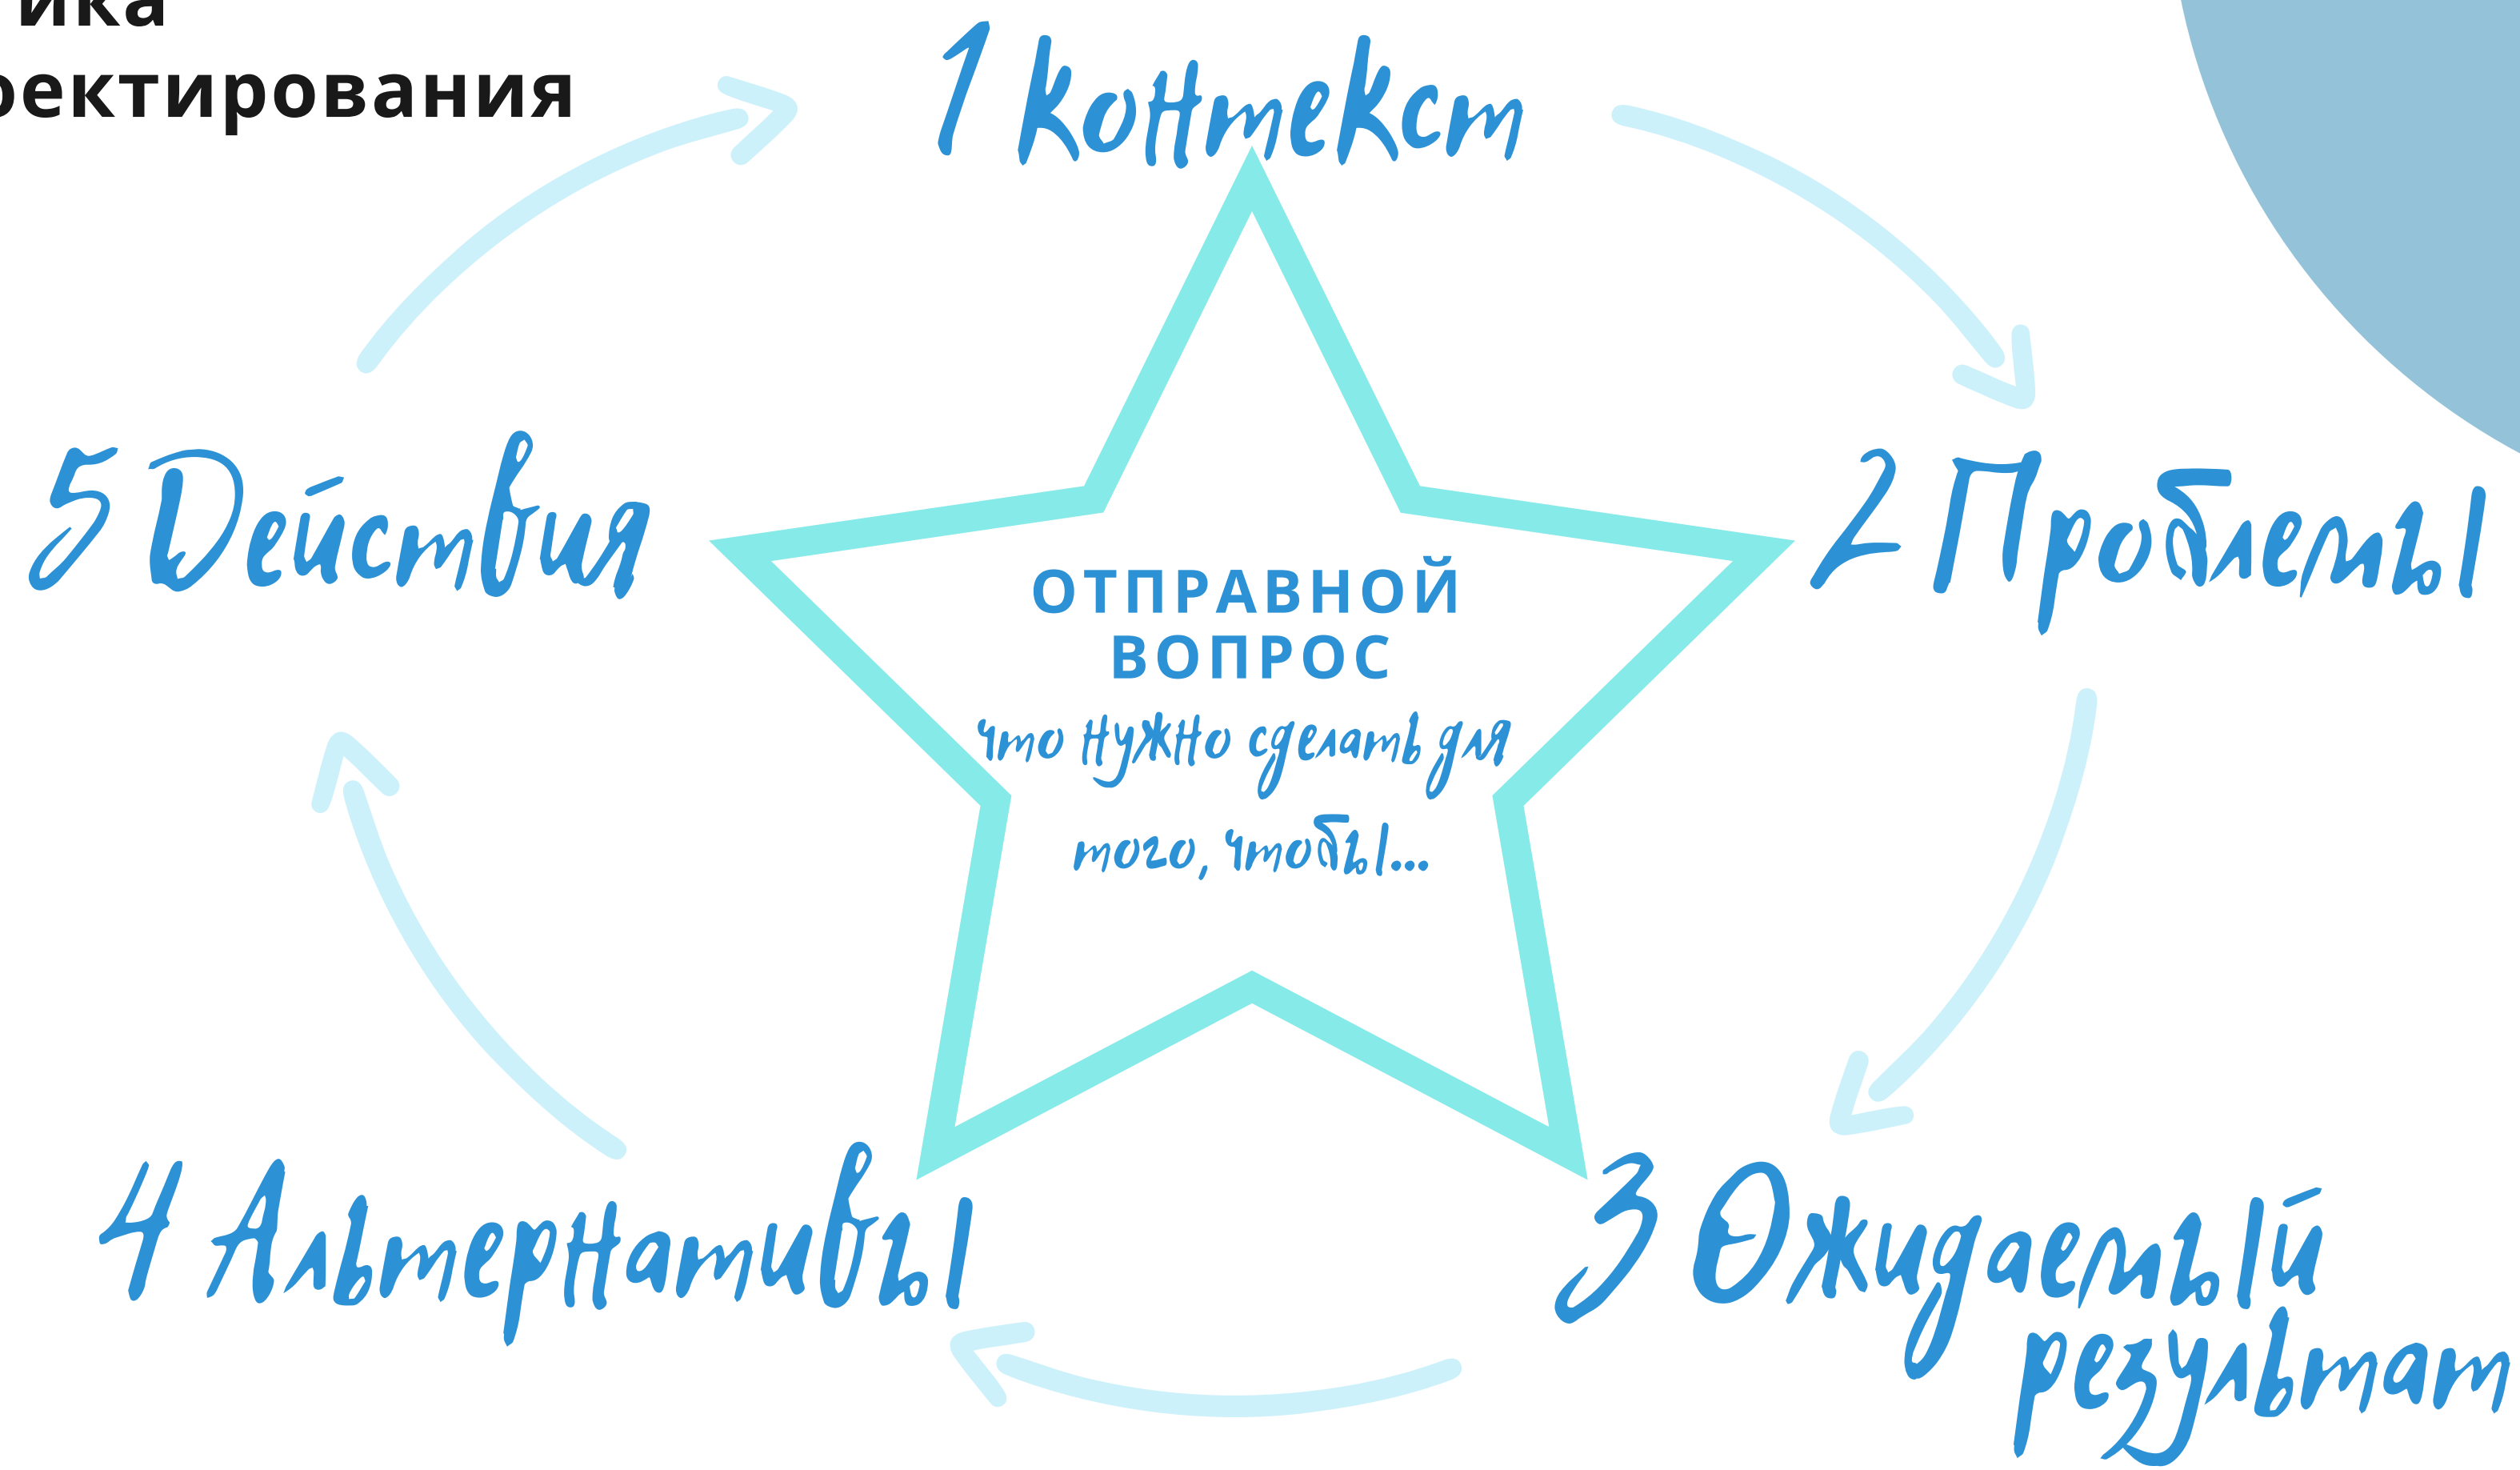 ика
ректирования
1 Контекст
2 Проблемы
3 Ожидаемый
результат
4 Альтернативы
5 Действия
ОТПРАВНОЙ
ВОПРОС
что нужно сделать для
того, чтобы...